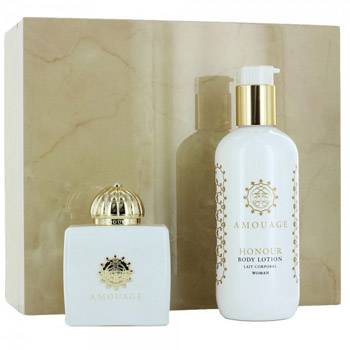 AMOUAGE
AMOUAGE
HONOUR
BODY LOTION
LAIT CORPOREL
WOMAN